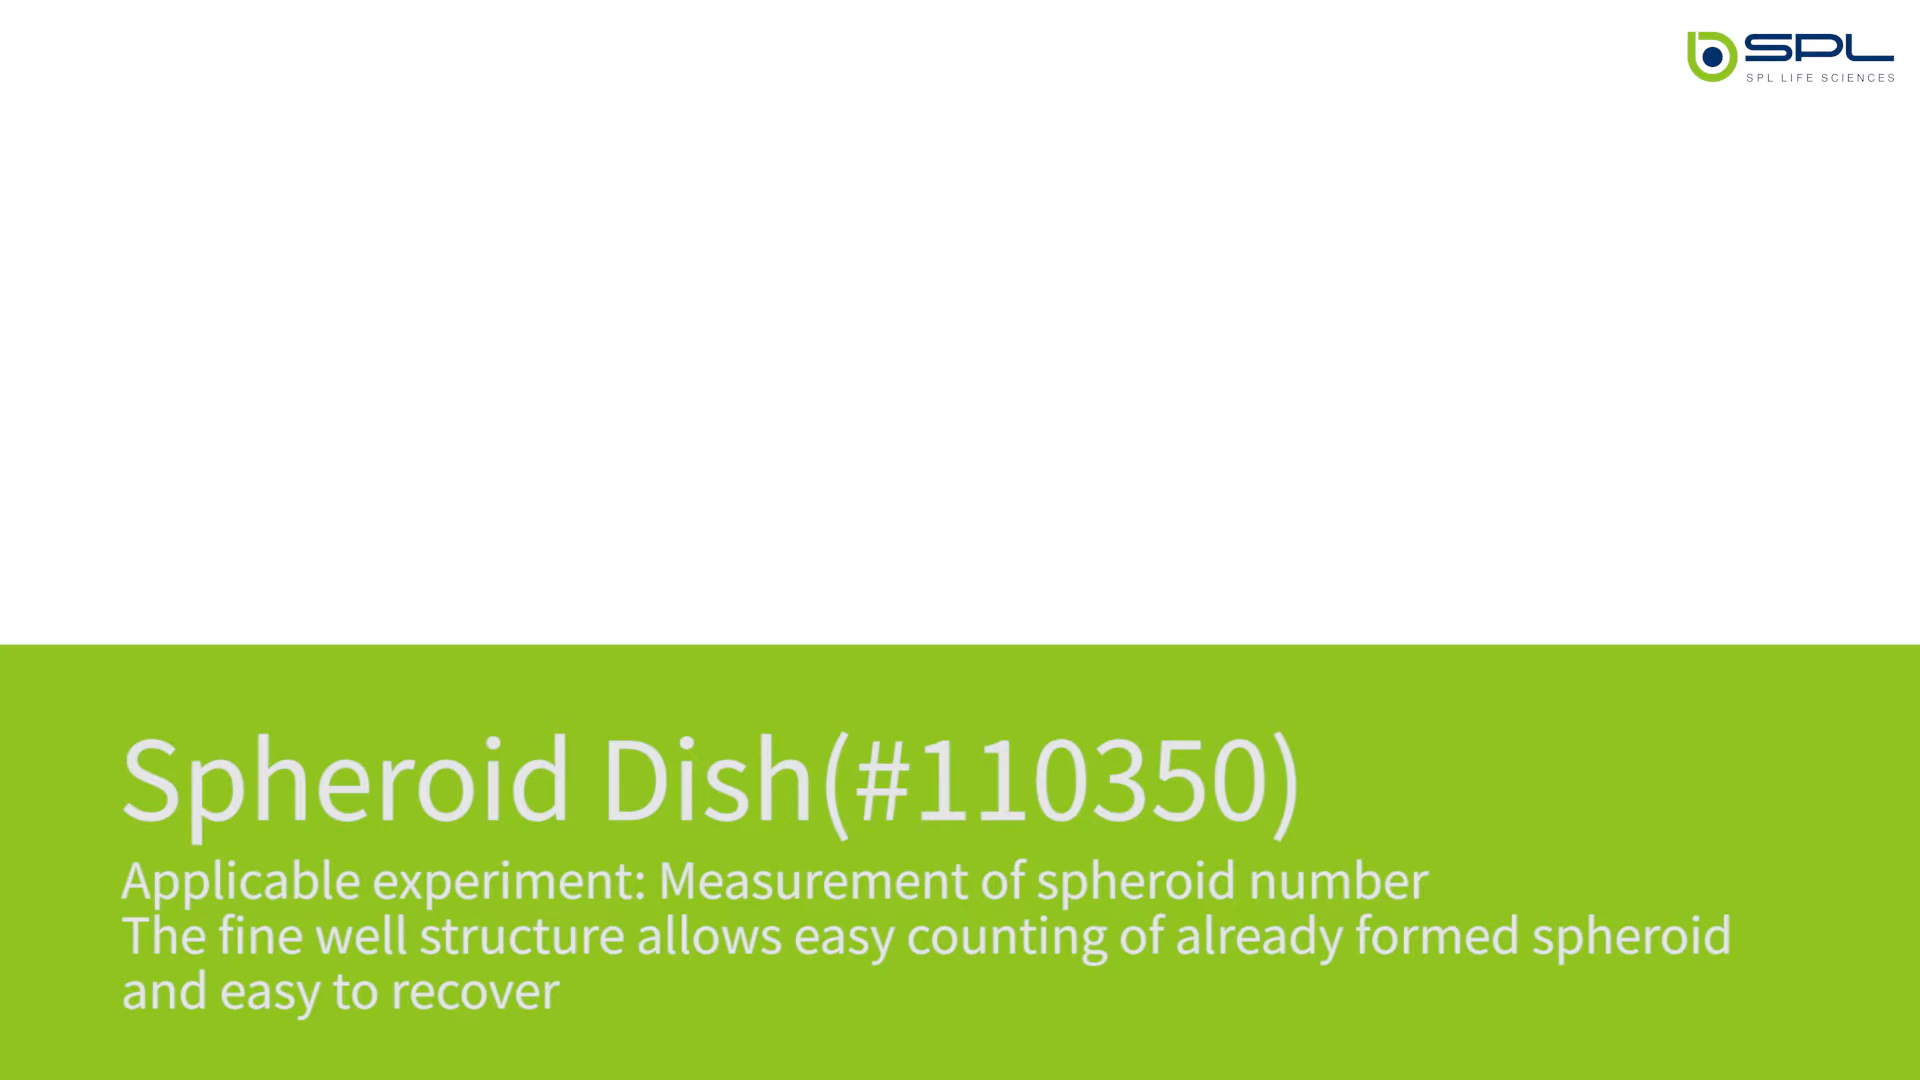 SPL
SPL LIFE SCIENCES
Spheroid Dish(#110350)
Applicable experiment: Measurement of spheroid number
The fine well structure allows easy counting of already formed spheroid
and easy to recover